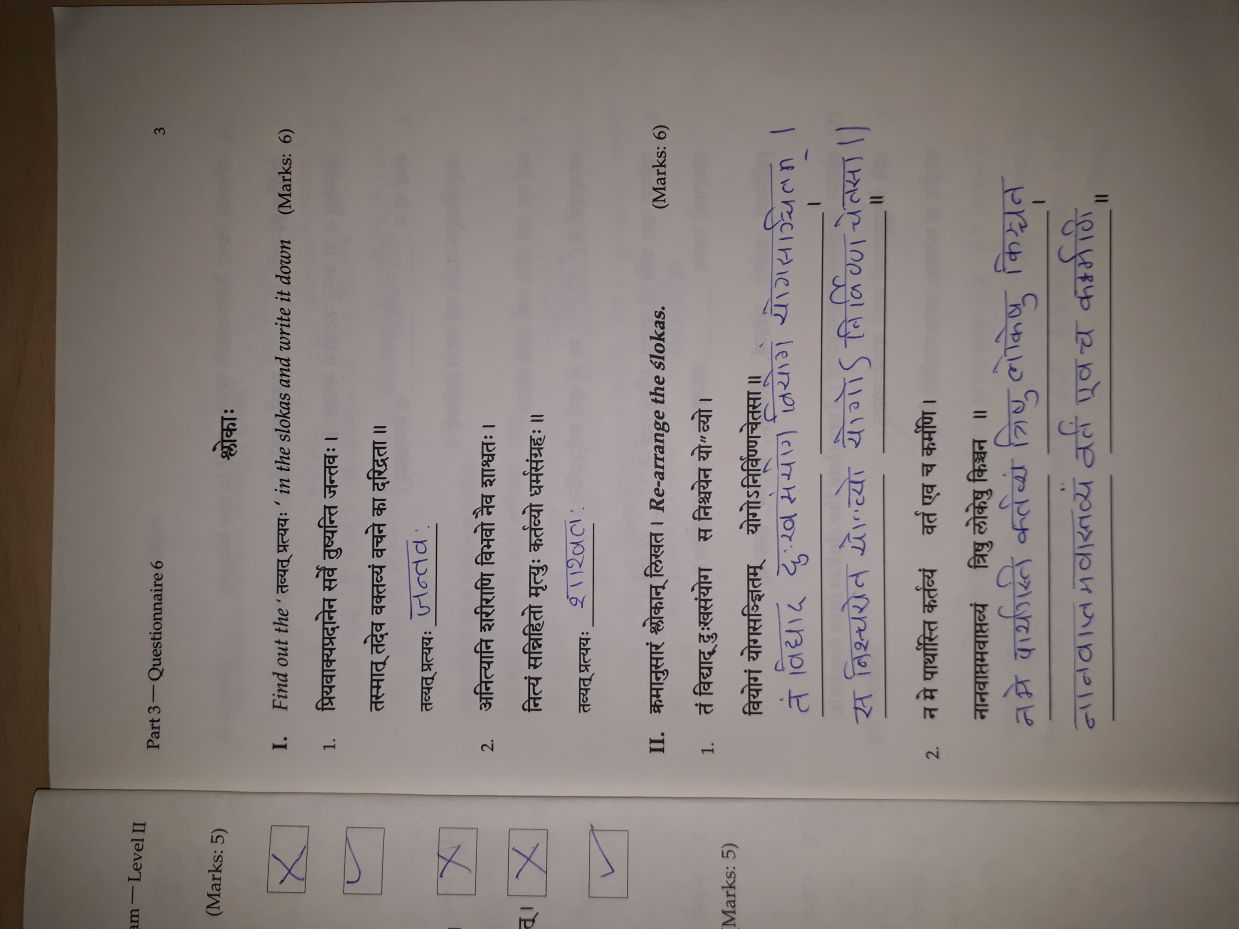 am — Level II
Part 3 — Questionnaire 6
3
(Marks: 5)
श्लोकाः
I. Find out the ‘ तव्यत् प्रत्ययः ‘ in the slokas and write it down (Marks: 6)
1. प्रियवाक्यप्रदानेन सर्वे तुष्यन्ति जन्तवः ।
तस्मात् तदेव वक्तव्यं वचने का दरिद्रता ॥
तव्यत् प्रत्ययः जन्तवः
2. अनित्यानि शरीराणि विभवो नैव शाश्वतः ।
त्। नित्यं सन्निहितो मृत्युः कर्तव्यो धर्मसंग्रहः ॥
तव्यत् प्रत्ययः शाश्वतः
II. क्रमानुसारं श्लोकान् लिखत । Re-arrange the ślokas. (Marks: 6)
1. तं विद्याद् दुःखसंयोग स निश्चयेन यो״व्यो ।
(Marks: 5)
वियोगं योगसञ्ज्ञितम् योगोऽनिर्विण्णचेतसा ॥
तं विद्याद दुःखसंयोग वियोगं योगसाञ्चितम् ।
।
स निश्चयेन यो״व्यो योगोऽ निर्विण्ण चेतसा ॥
॥
2. न मे पार्थास्ति कर्तव्यं वर्त एव च कर्मणि ।
नानवाप्तमवाप्तव्यं त्रिषु लोकेषु किञ्चन ॥
न मे पार्थास्ति कर्तव्यं त्रिषु लोकेषु किञ्चन
।
नानवाप्तमवास्तव्यं वर्त एव च कर्मणि
॥